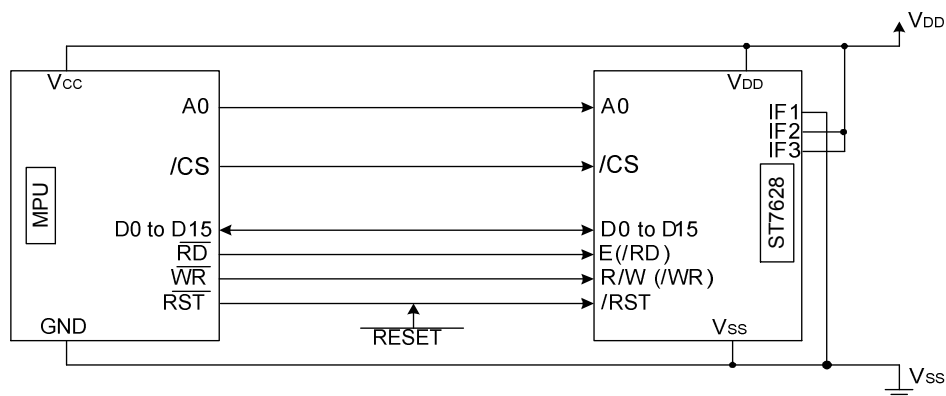 VDD
VCC
VDD
A0
A0
IF1
IF2
IF3
/CS
/CS
MPU
ST7628
D0 to D15
D0 to D15
RD
E(/RD)
WR
R/W (/WR)
RST
/RST
GND
RESET
VSS
VSS